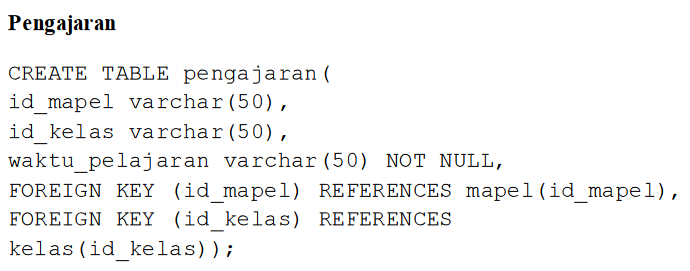 Pengajaran
CREATE TABLE pengajaran(
id_mapel varchar(50),
id_kelas varchar(50),
waktu_pelajaran varchar(50) NOT NULL,
FOREIGN KEY (id_mapel) REFERENCES mapel(id_mapel),
FOREIGN KEY (id_kelas) REFERENCES
kelas(id_kelas));